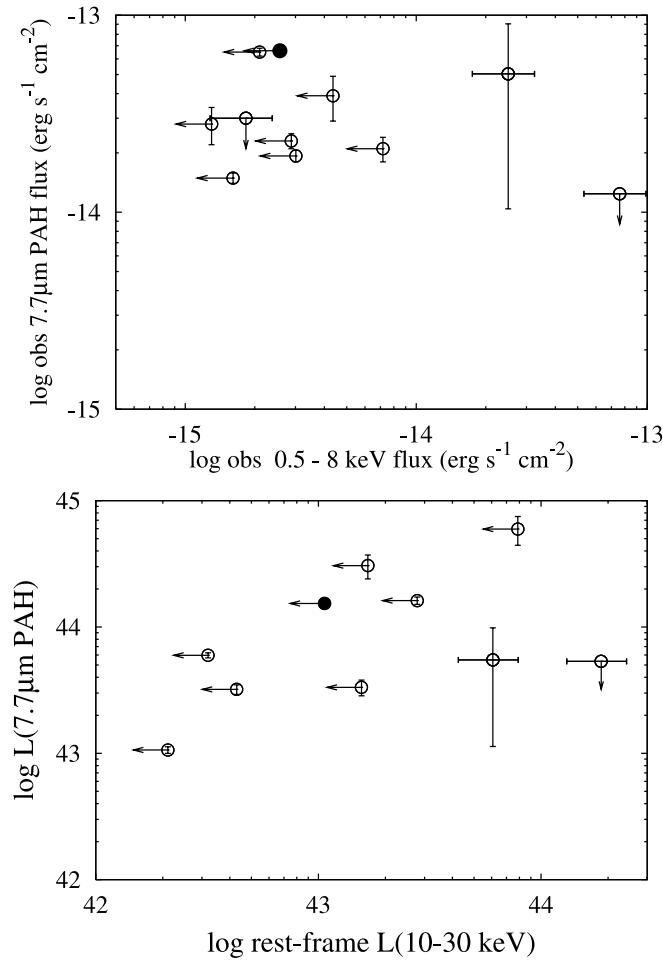 -13
-14
-15
log obs 7.7μm PAH flux (erg s⁻¹ cm⁻²)
-15 -14 -13
log obs 0.5 - 8 keV flux (erg s⁻¹ cm⁻²)
45
44
43
42
log L(7.7μm PAH)
42 43 44
log rest-frame L(10-30 keV)